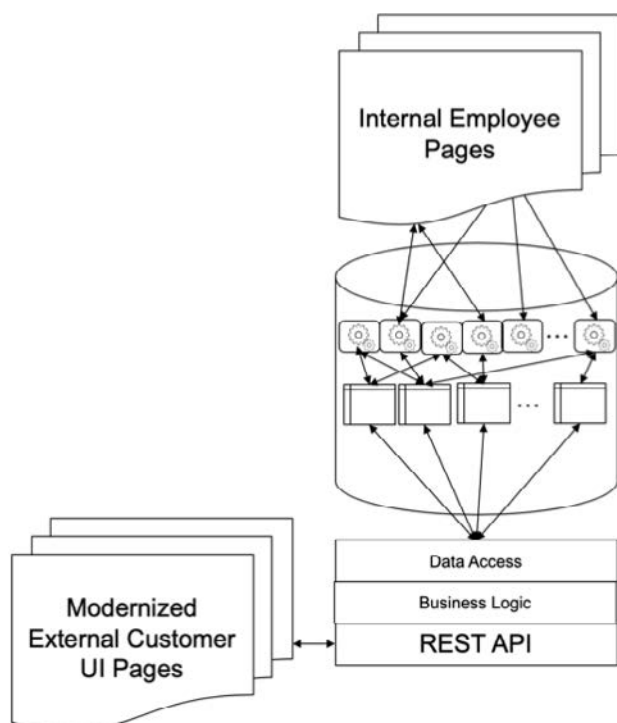 Internal Employee
Pages
...
...
Data Access
Business Logic
REST API
Modernized
External Customer
UI Pages